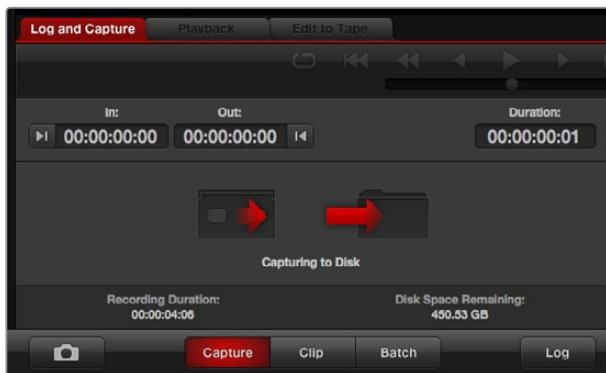 Log and Capture Playback Edit to Tape
In: Out: Duration:
00:00:00:00 00:00:00:00 00:00:00:01
Capturing to Disk
Recording Duration: Disk Space Remaining:
00:00:04:06 450.53 GB
Capture Clip Batch Log